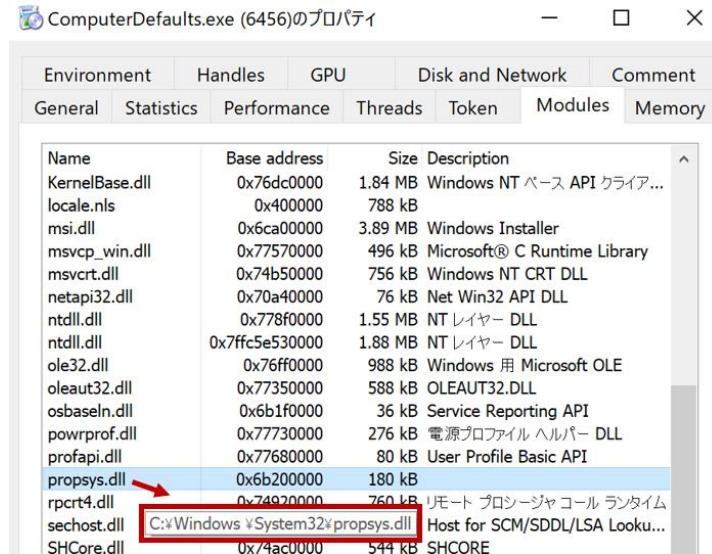 ComputerDefaults.exe (6456)のプロパティ
Environment Handles GPU Disk and Network Comment
General Statistics Performance Threads Token Modules Memory
Name Base address Size Description
KernelBase.dll 0x76dc0000 1.84 MB Windows NT ベース API クライア...
locale.nls 0x400000 788 kB
msi.dll 0x6ca00000 3.89 MB Windows Installer
msvcp_win.dll 0x77570000 496 kB Microsoft® C Runtime Library
msvcrt.dll 0x74b50000 756 kB Windows NT CRT DLL
netapi32.dll 0x70a40000 76 kB Net Win32 API DLL
ntdll.dll 0x778f0000 1.55 MB NT レイヤー DLL
ntdll.dll 0x7ffc5e530000 1.88 MB NT レイヤー DLL
ole32.dll 0x76ff0000 988 kB Windows 用 Microsoft OLE
oleaut32.dll 0x77350000 588 kB OLEAUT32.DLL
osbaseln.dll 0x6b1f0000 36 kB Service Reporting API
powrprof.dll 0x77730000 276 kB 電源プロファイル ヘルパー DLL
profapi.dll 0x77680000 80 kB User Profile Basic API
propsys.dll 0x6b200000 180 kB
rpcrt4.dll 0x74920000 760 kB リモート プロシージャ コール ランタイム
sechost.dll C:¥Windows ¥System32¥propsys.dll Host for SCM/SDDL/LSA Looku...
SHCore.dll 0x74ac0000 544 kB SHCORE